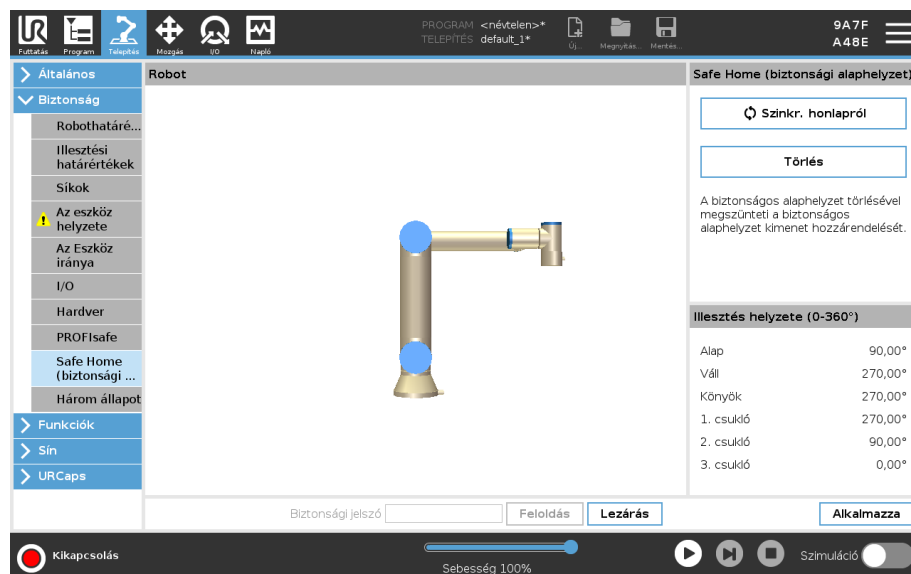 PROGRAM <névtelen>*
TELEPÍTÉS default_1*
9A7F
A48E
Futtatás Program Telepítés Mozgás I/O Napló Új... Megnyitás... Mentés...
Általános
Biztonság
Robothatáré...
Illesztési
határértékek
Síkok
Az eszköz
helyzete
Az Eszköz
iránya
I/O
Hardver
PROFIsafe
Safe Home
(biztonsági ...
Három állapot
Funkciók
Sín
URCaps
Robot
Safe Home (biztonsági alaphelyzet)
Szinkr. honlapról
Törlés
A biztonságos alaphelyzet törlésével
megszünteti a biztonságos
alaphelyzet kimenet hozzárendelését.
Illesztés helyzete (0-360°)
Alap 90,00°
Váll 270,00°
Könyök 270,00°
1. csukló 270,00°
2. csukló 90,00°
3. csukló 0,00°
Biztonsági jelszó Feloldás Lezárás Alkalmazza
Kikapcsolás
Sebesség 100%
Szimuláció